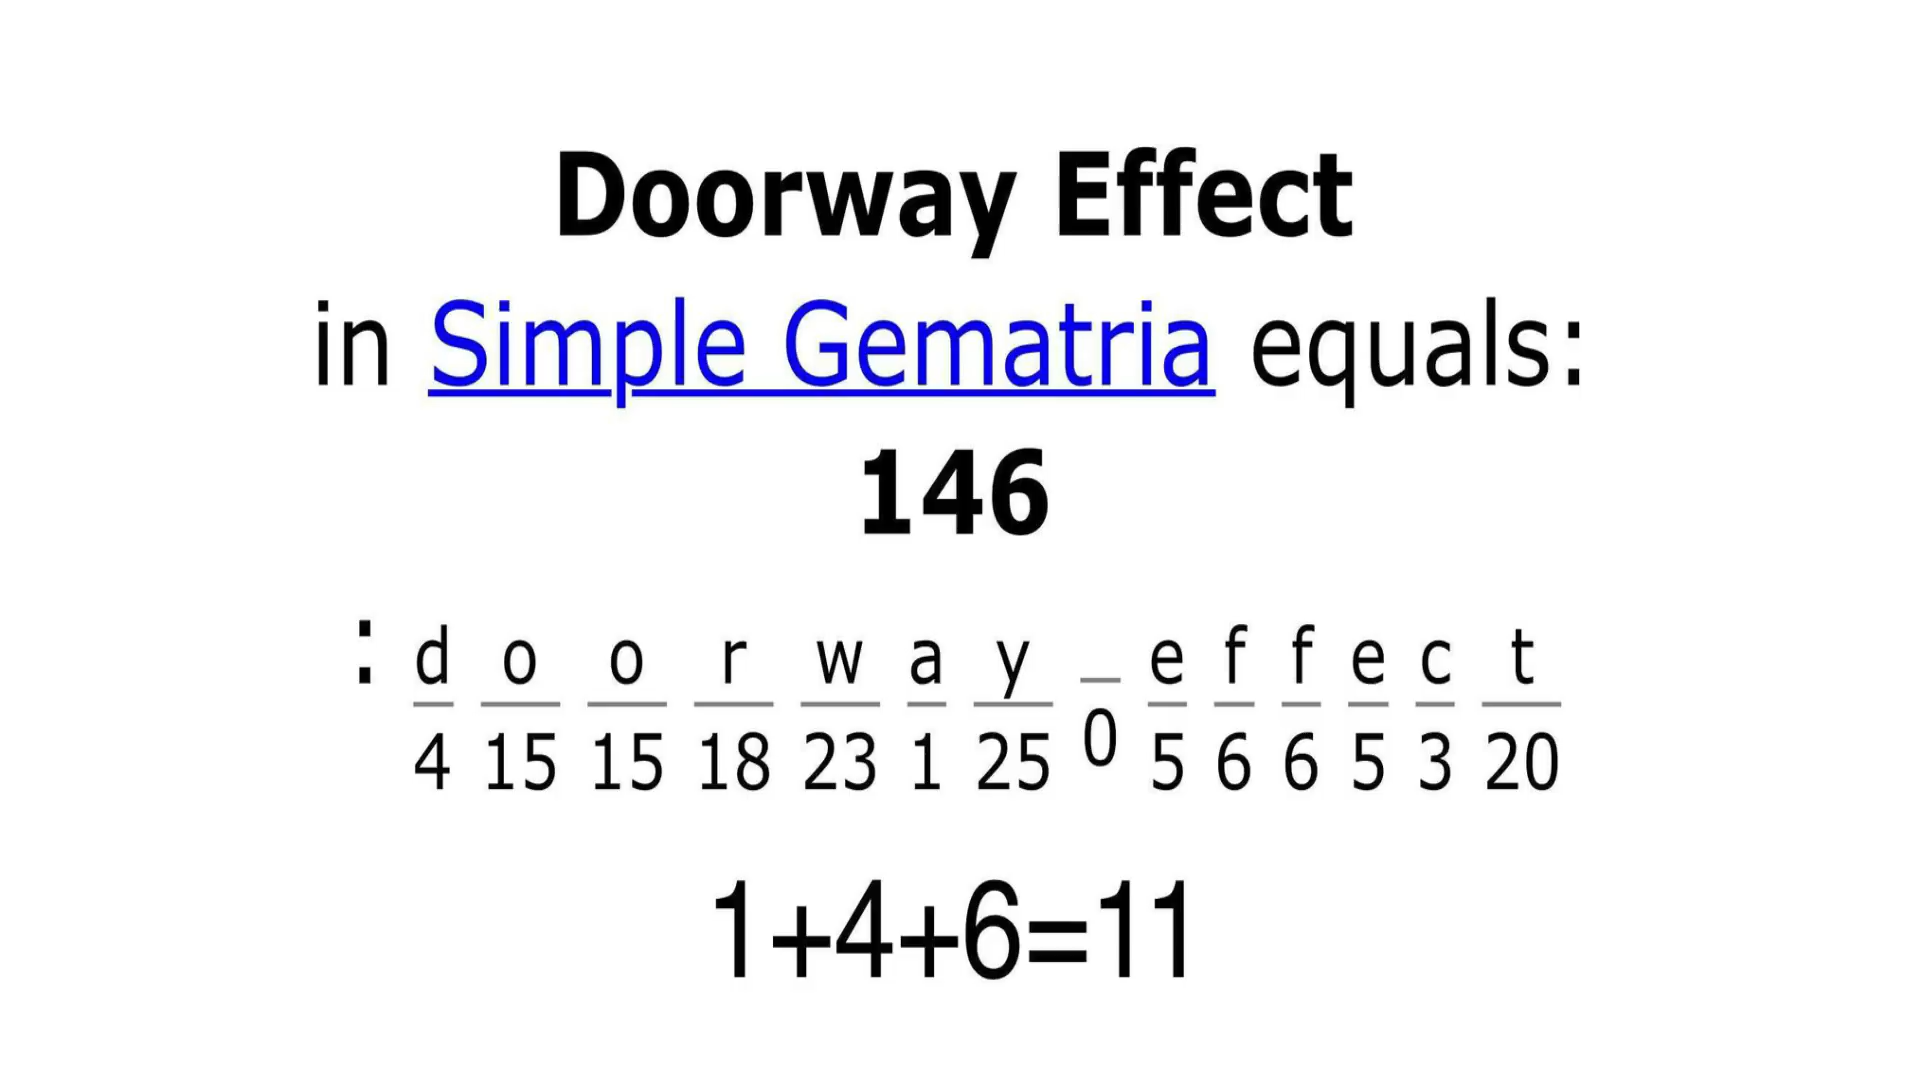 Doorway Effect
in Simple Gematria equals:
146
: d o o r w a y _ e f f e c t
4 15 15 18 23 1 25 0 5 6 6 5 3 20
1+4+6=11